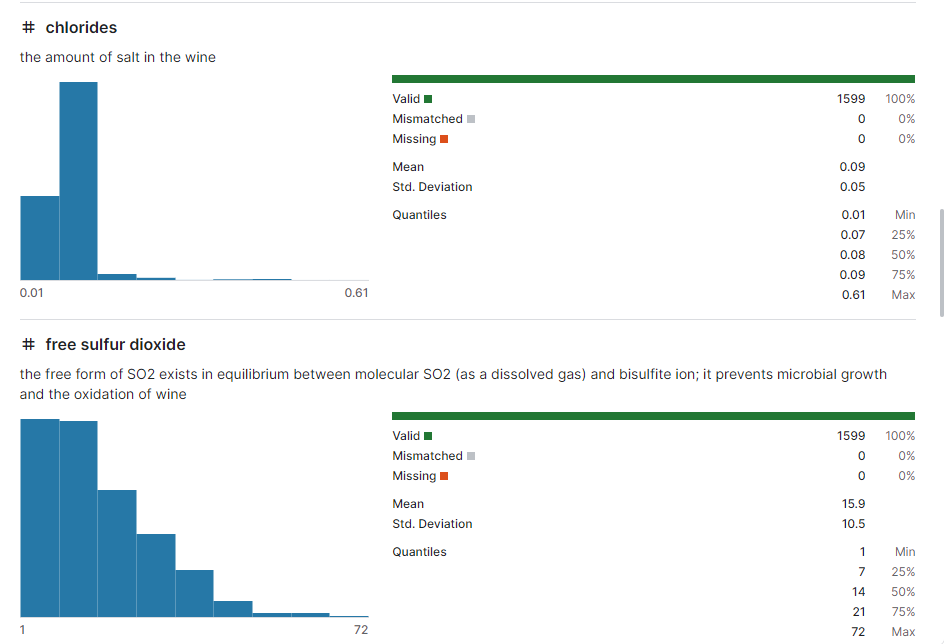 # chlorides
the amount of salt in the wine
0.01 0.61
Valid 1599 100%
Mismatched 0 0%
Missing 0 0%
Mean 0.09
Std. Deviation 0.05
Quantiles 0.01 Min
0.07 25%
0.08 50%
0.09 75%
0.61 Max
# free sulfur dioxide
the free form of SO2 exists in equilibrium between molecular SO2 (as a dissolved gas) and bisulfite ion; it prevents microbial growth
and the oxidation of wine
1 72
Valid 1599 100%
Mismatched 0 0%
Missing 0 0%
Mean 15.9
Std. Deviation 10.5
Quantiles 1 Min
7 25%
14 50%
21 75%
72 Max